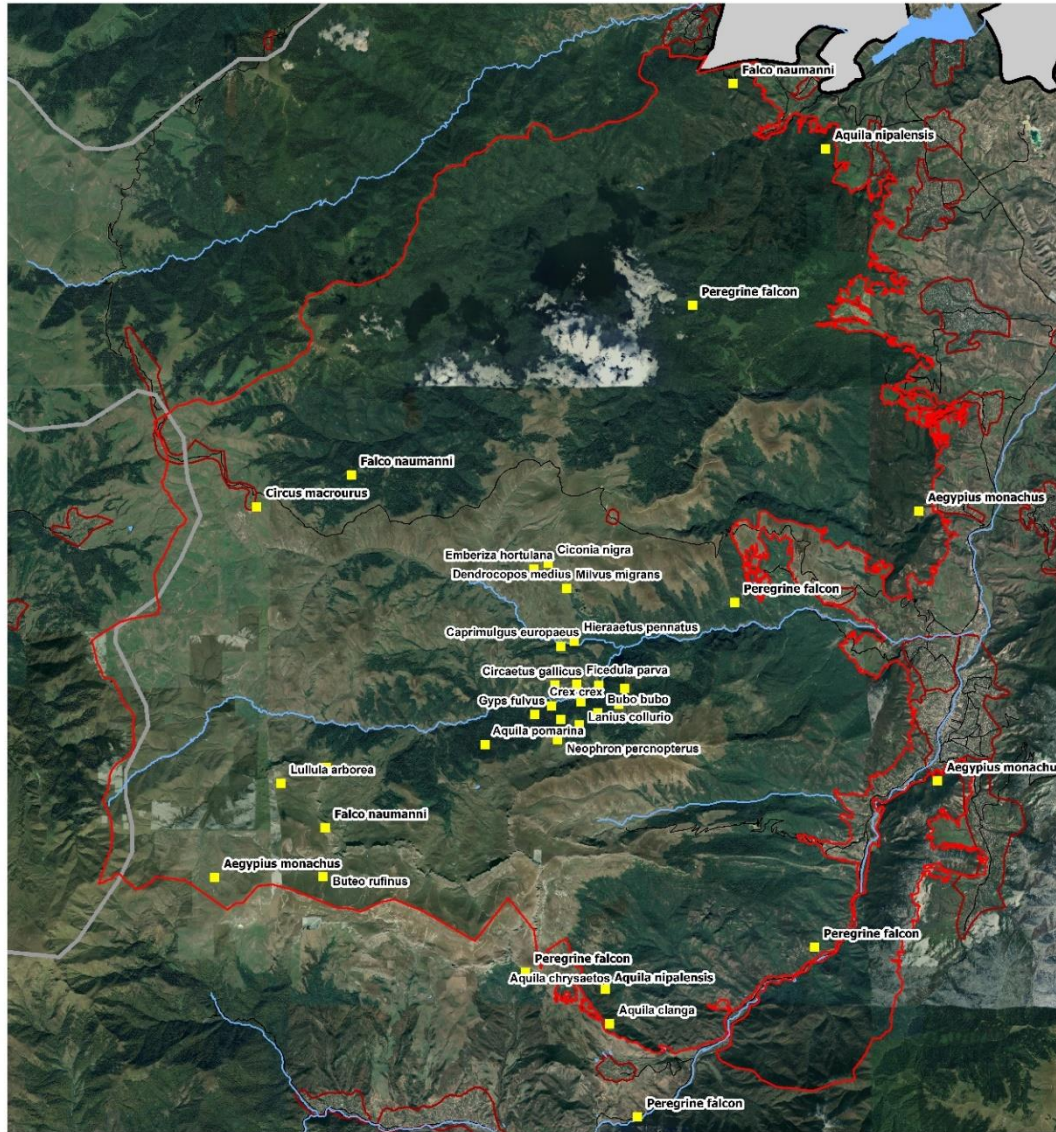 Falco naumanni
Aquila nipalensis
Peregrine falcon
Falco naumanni
Circus macrourus
Aegypius monachus
Emberiza hortulana
Ciconia nigra
Dendrocopos medius
Milvus migrans
Peregrine falcon
Caprimulgus europaeus
Hieraaetus pennatus
Circaetus gallicus
Ficedula parva
Crex crex
Gyps fulvus
Bubo bubo
Lanius collurio
Aquila pomarina
Neophron percnopterus
Lullula arborea
Aegypius monachu
Falco naumanni
Aegypius monachus
Buteo rufinus
Peregrine falcon
Peregrine falcon
Aquila chrysaetos
Aquila nipalensis
Aquila clanga
Peregrine falcon